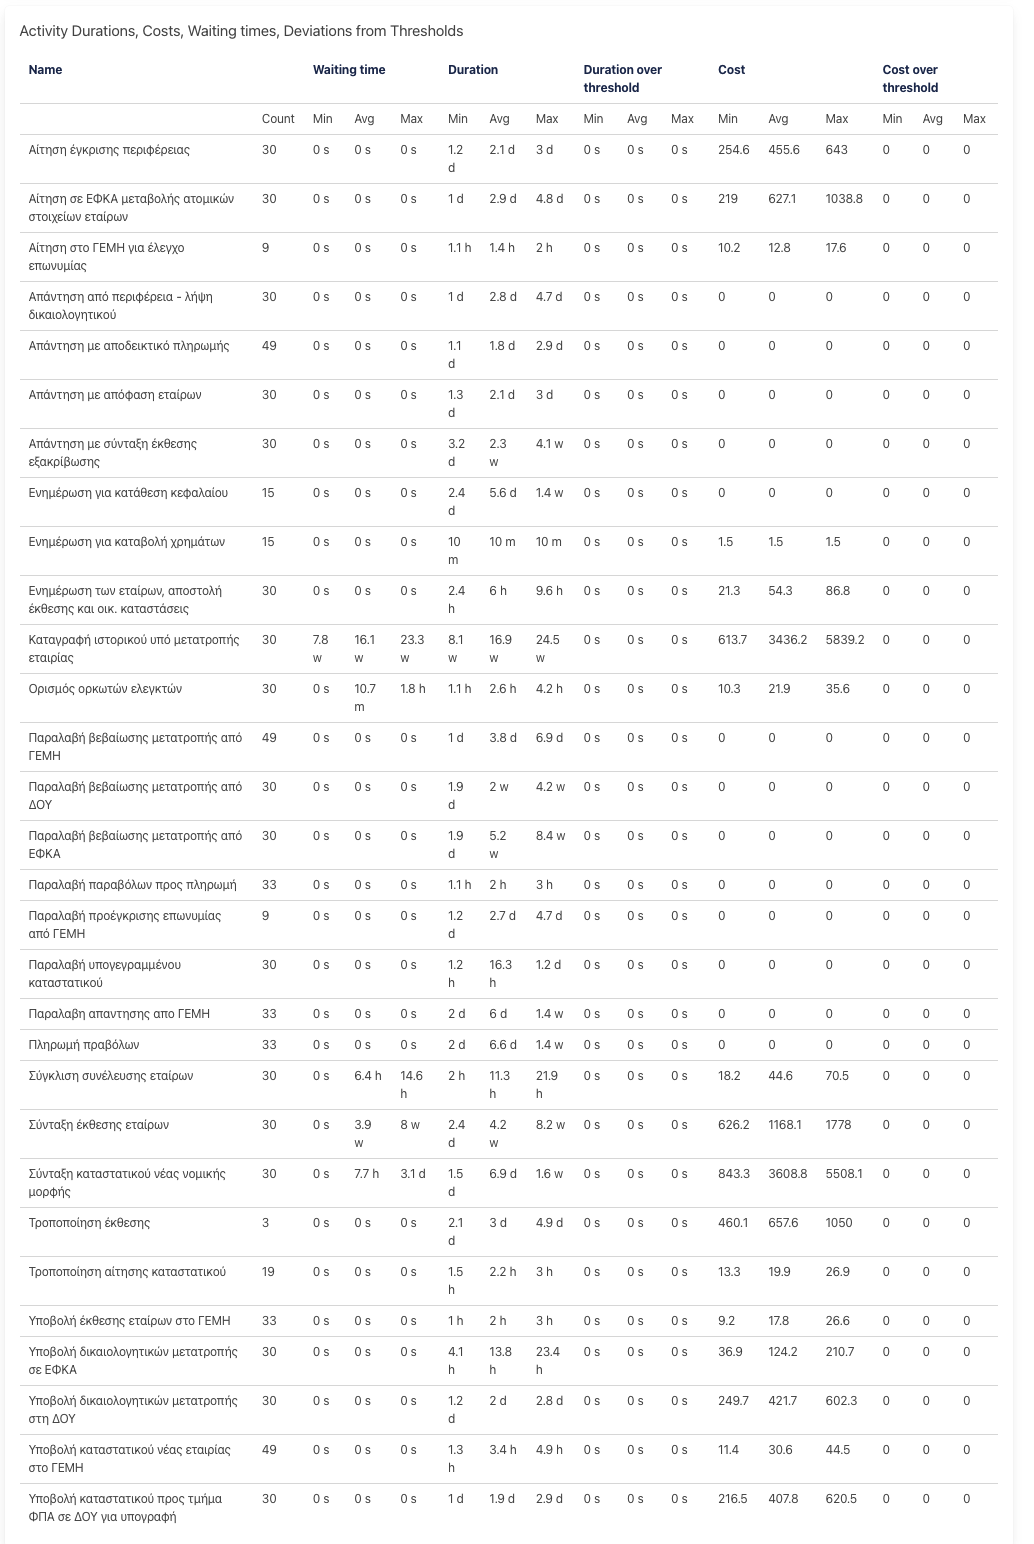 Activity Durations, Costs, Waiting times, Deviations from Thresholds
Name Waiting time Duration Duration over threshold Cost Cost over threshold
Count Min Avg Max Min Avg Max Min Avg Max Min Avg Max Min Avg Max
Αίτηση έγκρισης περιφέρειας 30 0 s 0 s 0 s 1.2 d 2.1 d 3 d 0 s 0 s 0 s 254.6 455.6 643 0 0 0
Αίτηση σε ΕΦΚΑ μεταβολής ατομικών στοιχείων εταίρων 30 0 s 0 s 0 s 1 d 2.9 d 4.8 d 0 s 0 s 0 s 219 627.1 1038.8 0 0 0
Αίτηση στο ΓΕΜΗ για έλεγχο επωνυμίας 9 0 s 0 s 0 s 1.1 h 1.4 h 2 h 0 s 0 s 0 s 10.2 12.8 17.6 0 0 0
Απάντηση από περιφέρεια - λήψη δικαιολογητικού 30 0 s 0 s 0 s 1 d 2.8 d 4.7 d 0 s 0 s 0 s 0 0 0 0 0 0
Απάντηση με αποδεικτικό πληρωμής 49 0 s 0 s 0 s 1.1 d 1.8 d 2.9 d 0 s 0 s 0 s 0 0 0 0 0 0
Απάντηση με απόφαση εταίρων 30 0 s 0 s 0 s 1.3 d 2.1 d 3 d 0 s 0 s 0 s 0 0 0 0 0 0
Απάντηση με σύνταξη έκθεσης εξακρίβωσης 30 0 s 0 s 0 s 3.2 d 2.3 w 4.1 w 0 s 0 s 0 s 0 0 0 0 0 0
Ενημέρωση για κατάθεση κεφαλαίου 15 0 s 0 s 0 s 2.4 d 5.6 d 1.4 w 0 s 0 s 0 s 0 0 0 0 0 0
Ενημέρωση για καταβολή χρημάτων 15 0 s 0 s 0 s 10 m 10 m 10 m 0 s 0 s 0 s 1.5 1.5 1.5 0 0 0
Ενημέρωση των εταίρων, αποστολή έκθεσης και οικ. καταστάσεις 30 0 s 0 s 0 s 2.4 h 6 h 9.6 h 0 s 0 s 0 s 21.3 54.3 86.8 0 0 0
Καταγραφή ιστορικού υπό μετατροπής εταιρίας 30 7.8 w 16.1 w 23.3 w 8.1 w 16.9 w 24.5 w 0 s 0 s 0 s 613.7 3436.2 5839.2 0 0 0
Ορισμός ορκωτών ελεγκτών 30 0 s 10.7 m 1.8 h 1.1 h 2.6 h 4.2 h 0 s 0 s 0 s 10.3 21.9 35.6 0 0 0
Παραλαβή βεβαίωσης μετατροπής από ΓΕΜΗ 49 0 s 0 s 0 s 1 d 3.8 d 6.9 d 0 s 0 s 0 s 0 0 0 0 0 0
Παραλαβή βεβαίωσης μετατροπής από ΔΟΥ 30 0 s 0 s 0 s 1.9 d 2 w 4.2 w 0 s 0 s 0 s 0 0 0 0 0 0
Παραλαβή βεβαίωσης μετατροπής από ΕΦΚΑ 30 0 s 0 s 0 s 1.9 d 5.2 w 8.4 w 0 s 0 s 0 s 0 0 0 0 0 0
Παραλαβή παραβόλων προς πληρωμή 33 0 s 0 s 0 s 1.1 h 2 h 3 h 0 s 0 s 0 s 0 0 0 0 0 0
Παραλαβή προέγκρισης επωνυμίας από ΓΕΜΗ 9 0 s 0 s 0 s 1.2 d 2.7 d 4.7 d 0 s 0 s 0 s 0 0 0 0 0 0
Παραλαβή υπογεγραμμένου καταστατικού 30 0 s 0 s 0 s 1.2 h 16.3 h 1.2 d 0 s 0 s 0 s 0 0 0 0 0 0
Παραλαβη απαντησης απο ΓΕΜΗ 33 0 s 0 s 0 s 2 d 6 d 1.4 w 0 s 0 s 0 s 0 0 0 0 0 0
Πληρωμή πραβόλων 33 0 s 0 s 0 s 2 d 6.6 d 1.4 w 0 s 0 s 0 s 0 0 0 0 0 0
Σύγκλιση συνέλευσης εταίρων 30 0 s 6.4 h 14.6 h 2 h 11.3 h 21.9 h 0 s 0 s 0 s 18.2 44.6 70.5 0 0 0
Σύνταξη έκθεσης εταίρων 30 0 s 3.9 w 8 w 2.4 d 4.2 w 8.2 w 0 s 0 s 0 s 626.2 1168.1 1778 0 0 0
Σύνταξη καταστατικού νέας νομικής μορφής 30 0 s 7.7 h 3.1 d 1.5 d 6.9 d 1.6 w 0 s 0 s 0 s 843.3 3608.8 5508.1 0 0 0
Τροποποίηση έκθεσης 3 0 s 0 s 0 s 2.1 d 3 d 4.9 d 0 s 0 s 0 s 460.1 657.6 1050 0 0 0
Τροποποίηση αίτησης καταστατικού 19 0 s 0 s 0 s 1.5 h 2.2 h 3 h 0 s 0 s 0 s 13.3 19.9 26.9 0 0 0
Υποβολή έκθεσης εταίρων στο ΓΕΜΗ 33 0 s 0 s 0 s 1 h 2 h 3 h 0 s 0 s 0 s 9.2 17.8 26.6 0 0 0
Υποβολή δικαιολογητικών μετατροπής σε ΕΦΚΑ 30 0 s 0 s 0 s 4.1 h 13.8 h 23.4 h 0 s 0 s 0 s 36.9 124.2 210.7 0 0 0
Υποβολή δικαιολογητικών μετατροπής στη ΔΟΥ 30 0 s 0 s 0 s 1.2 d 2 d 2.8 d 0 s 0 s 0 s 249.7 421.7 602.3 0 0 0
Υποβολή καταστατικού νέας εταιρίας στο ΓΕΜΗ 49 0 s 0 s 0 s 1.3 h 3.4 h 4.9 h 0 s 0 s 0 s 11.4 30.6 44.5 0 0 0
Υποβολή καταστατικού προς τμήμα ΦΠΑ σε ΔΟΥ για υπογραφή 30 0 s 0 s 0 s 1 d 1.9 d 2.9 d 0 s 0 s 0 s 216.5 407.8 620.5 0 0 0